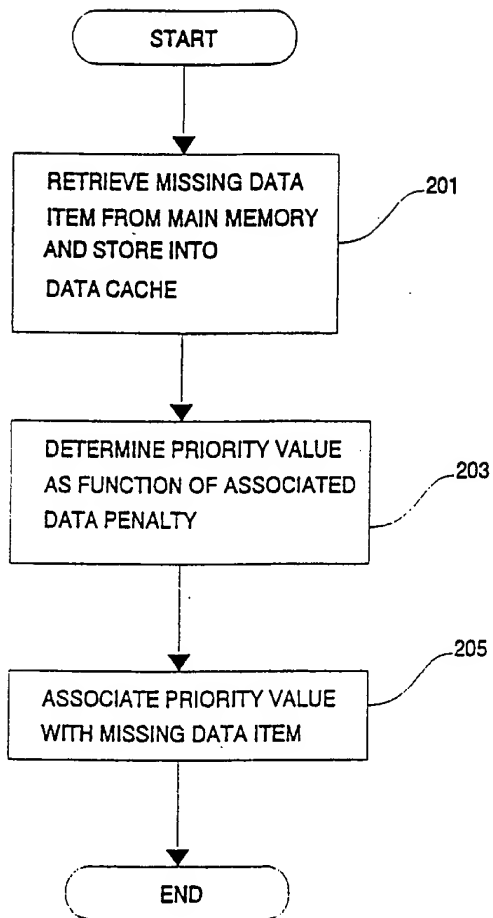 START
RETRIEVE MISSING DATA
ITEM FROM MAIN MEMORY
AND STORE INTO
DATA CACHE
201
DETERMINE PRIORITY VALUE
AS FUNCTION OF ASSOCIATED
DATA PENALTY
203
ASSOCIATE PRIORITY VALUE
WITH MISSING DATA ITEM
205
END